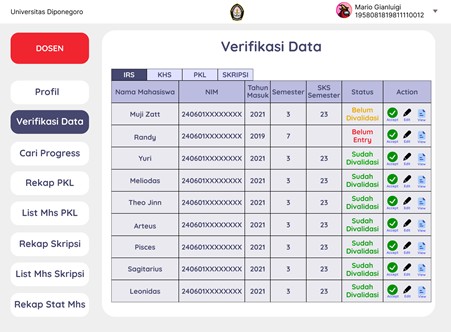 Universitas Diponegoro
Mario Gianluigi
195808181981110012
DOSEN
Profil
Verifikasi Data
Cari Progress
Rekap PKL
List Mhs PKL
Rekap Skripsi
List Mhs Skripsi
Rekap Stat Mhs
Verifikasi Data
IRS KHS PKL SKRIPSI
Nama Mahasiswa NIM Tahun Masuk Semester SKS Semester Status Action
Muji Zatt 240601XXXXXXXX 2021 3 23 Belum Divalidasi Accept Edit View
Randy 240601XXXXXXXX 2019 7 Belum Entry Accept Edit View
Yuri 240601XXXXXXXX 2021 3 23 Sudah Divalidasi Accept Edit View
Meliodas 240601XXXXXXXX 2021 3 23 Sudah Divalidasi Accept Edit View
Theo Jinn 240601XXXXXXXX 2021 3 23 Sudah Divalidasi Accept Edit View
Arteus 240601XXXXXXXX 2021 3 23 Sudah Divalidasi Accept Edit View
Pisces 240601XXXXXXXX 2021 3 23 Sudah Divalidasi Accept Edit View
Sagitarius 240601XXXXXXXX 2021 3 23 Sudah Divalidasi Accept Edit View
Leonidas 240601XXXXXXXX 2021 3 23 Sudah Divalidasi Accept Edit View